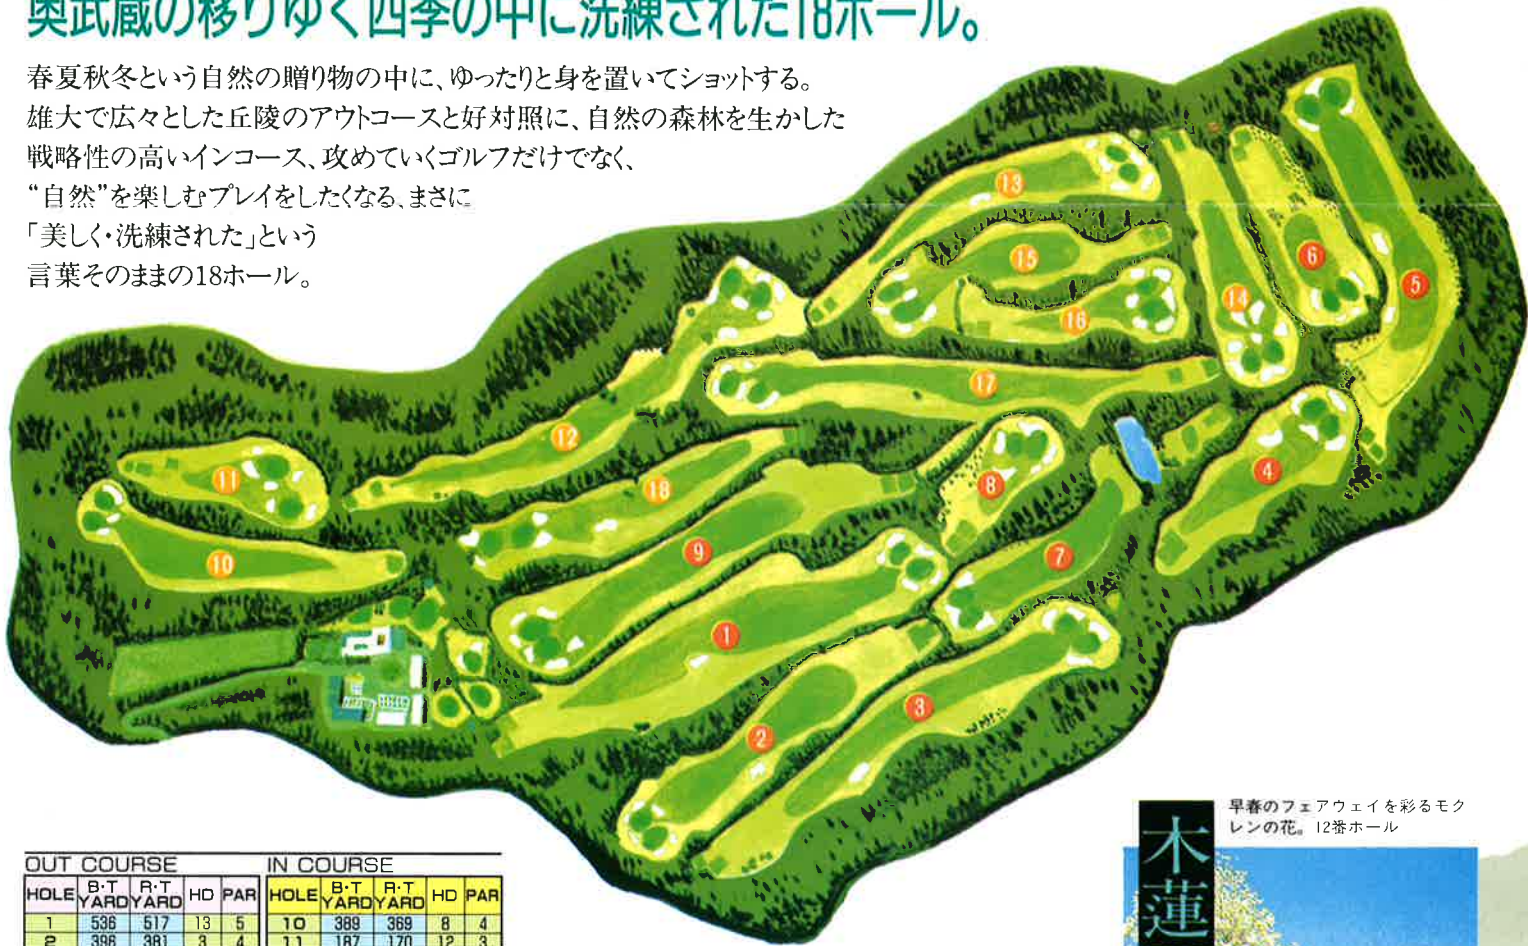 奥武蔵の移りゆく四季の中に洗練された18ホール。
春夏秋冬という自然の贈り物の中に、ゆったりと身を置いてショットする。
雄大で広々とした丘陵のアウトコースと好対照に、自然の森林を生かした
戦略性の高いインコース、攻めていくゴルフだけでなく、
“自然”を楽しむプレイをしたくなる、まさに
「美しく・洗練された」という
言葉そのままの18ホール。
13
15
16
14
6
5
17
12
11
10
18
9
8
4
7
1
3
2
早春のフェアウェイを彩るモク
レンの花。12番ホール
木蓮
OUT COURSE
HOLE B·T YARD R·T YARD HD PAR
1 536 517 13 5
2 396 381 3 4
IN COURSE
HOLE B·T YARD R·T YARD HD PAR
10 389 369 8 4
11 187 170 12 3